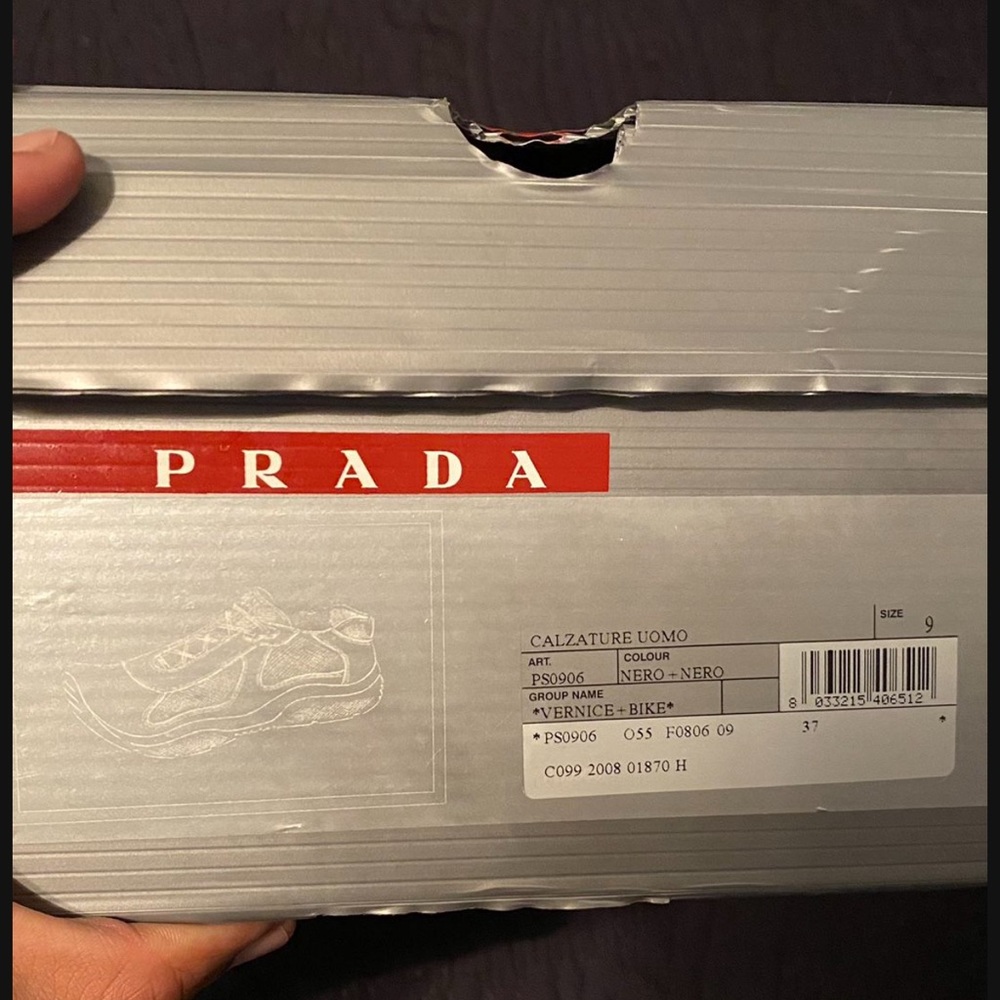 PRADA
SIZE 9
CALZATURE UOMO
ART. COLOUR
PS0906 NERO+NERO
GROUP NAME
*VERNICE+BIKE*
8 033215 406512
*PS0906 O55 F0806 09 37 *
C099 2008 01870 H